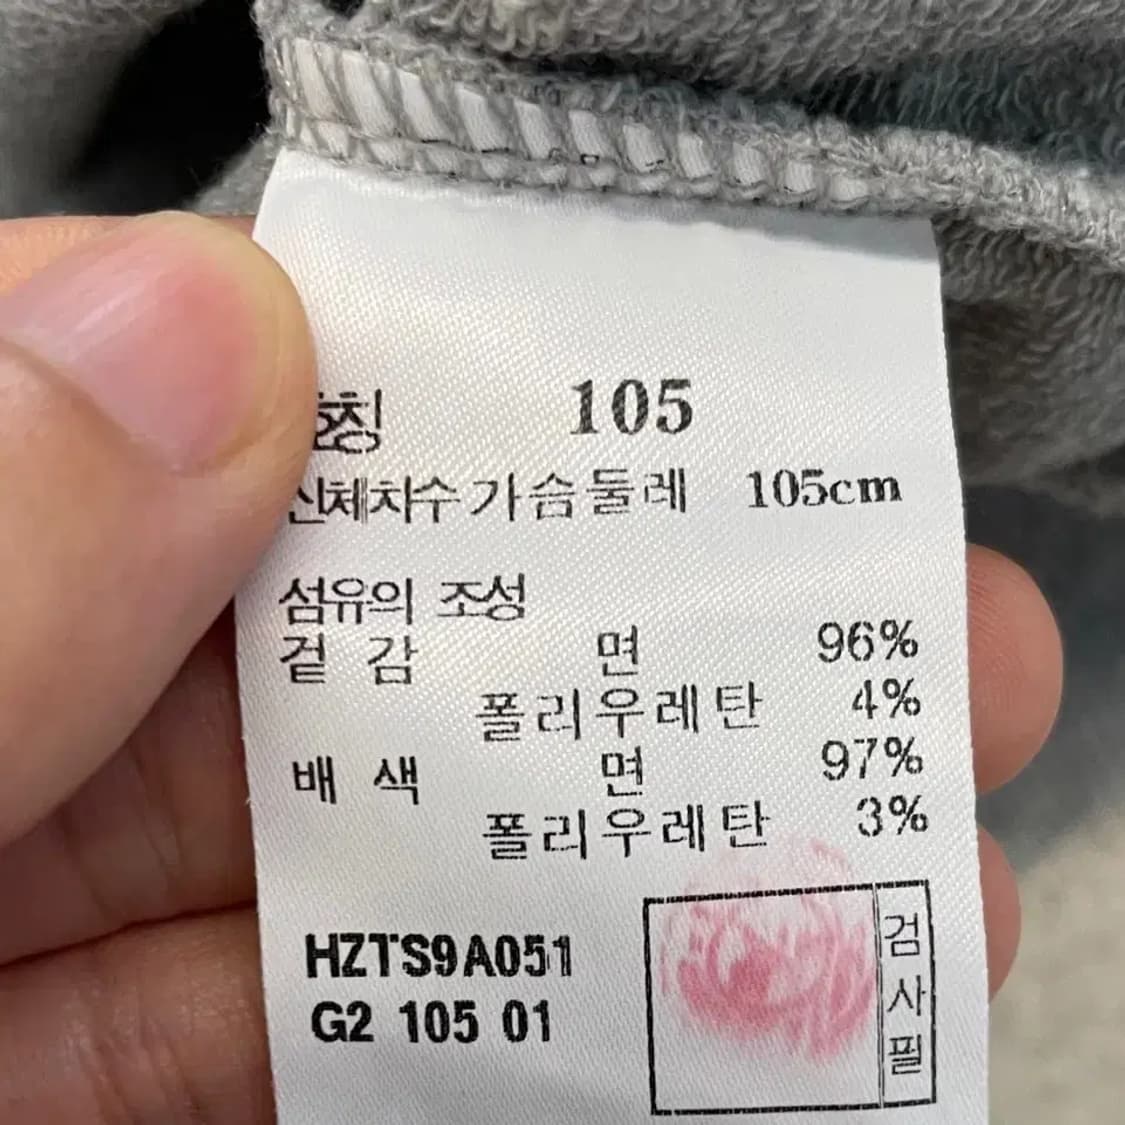 호칭 105
신체치수 가슴둘레 105cm
섬유의 조성
겉 감 면 96%
폴리우레탄 4%
배 색 면 97%
폴리우레탄 3%
HZTS9A051
G2 105 01
검사필